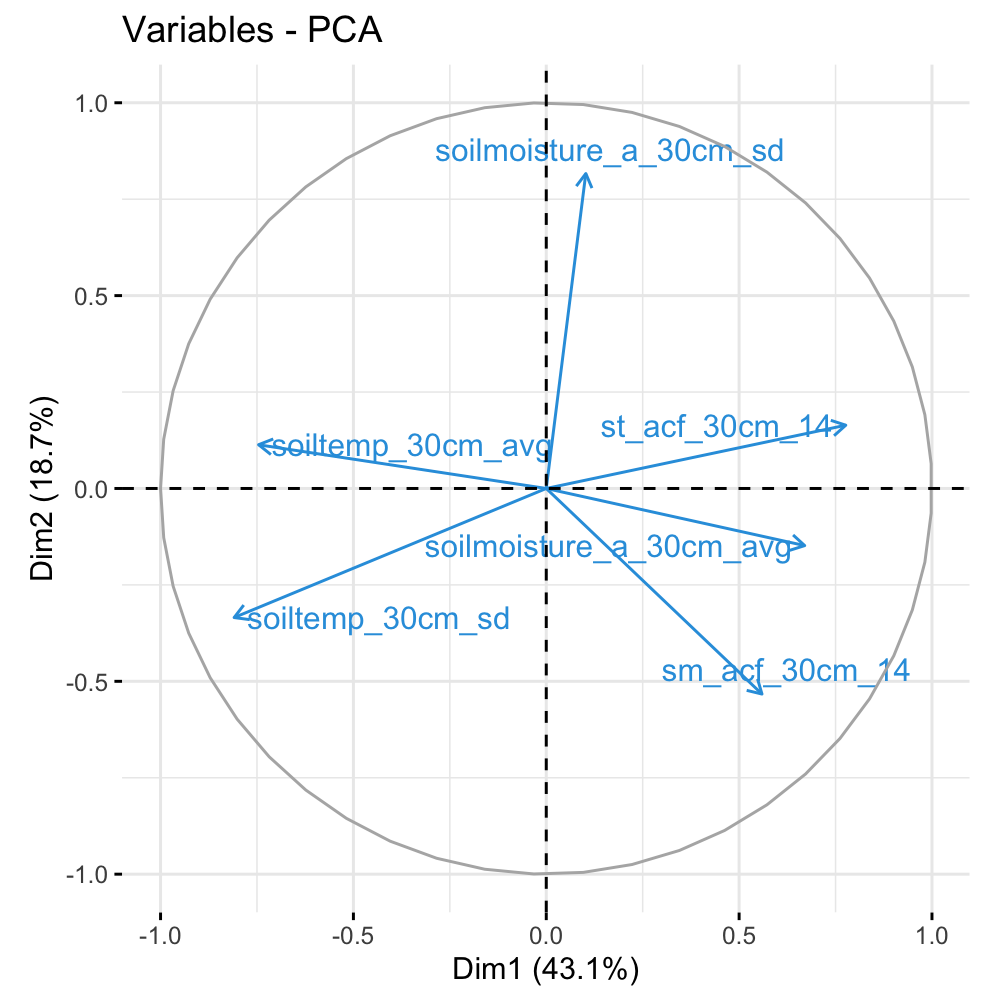 Variables - PCA
1.0
soilmoisture_a_30cm_sd
0.5
st_acf_30cm_14
soiltemp_30cm_avg
0.0
soilmoisture_a_30cm_avg
soiltemp_30cm_sd
sm_acf_30cm_14
-0.5
-1.0
Dim2 (18.7%)
-1.0 -0.5 0.0 0.5 1.0
Dim1 (43.1%)